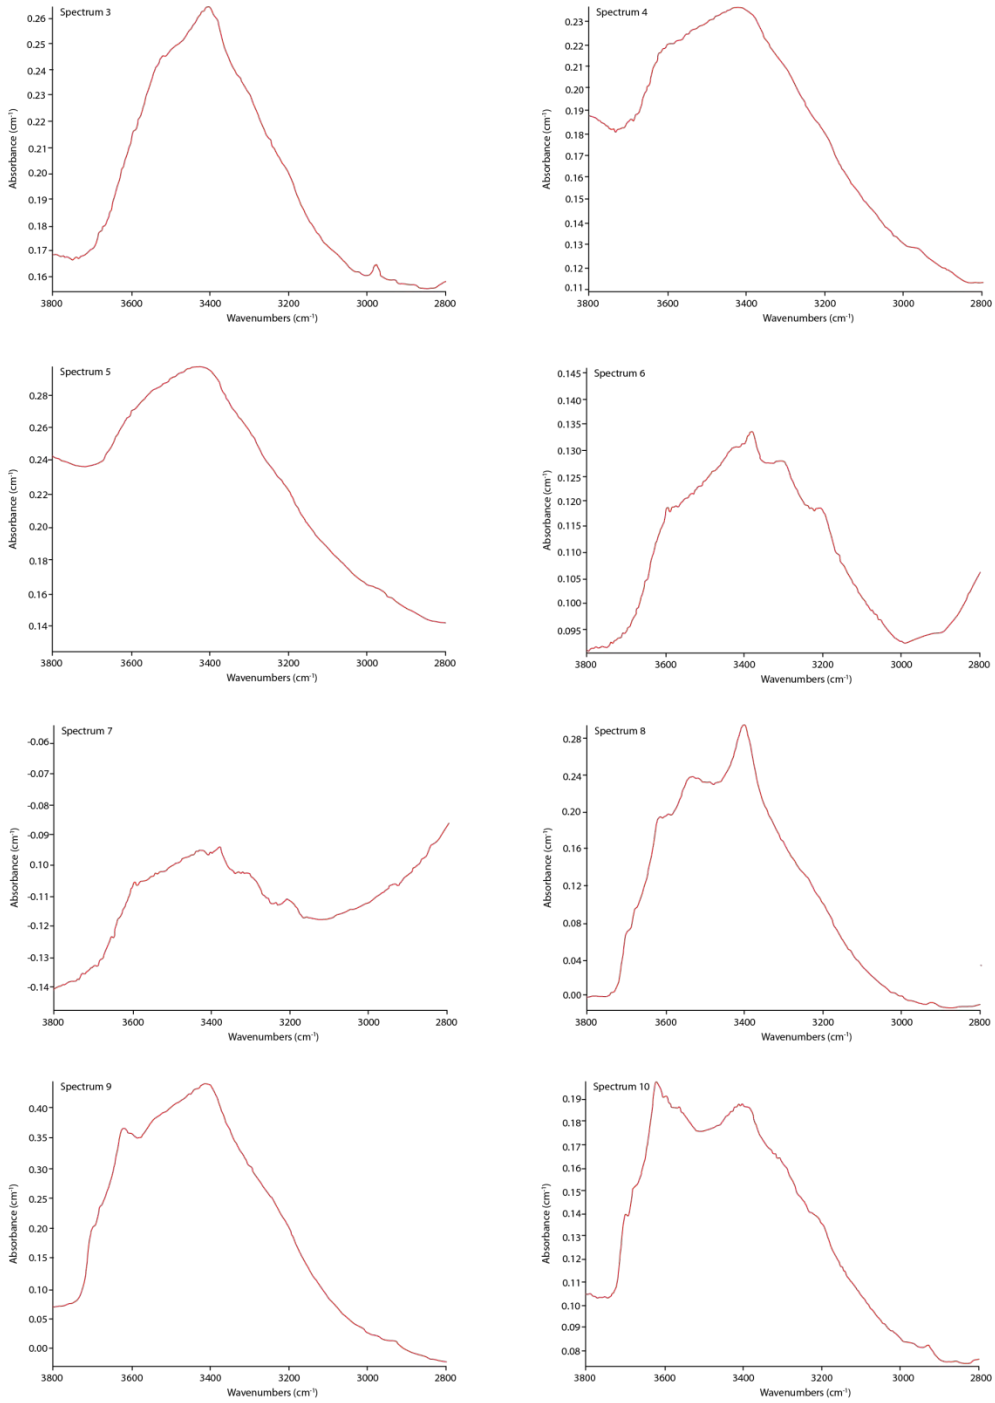 Spectrum 3
0.26
0.25
0.24
0.23
0.22
0.21
0.20
0.19
0.18
0.17
0.16
Absorbance (cm⁻¹)
3800 3600 3400 3200 3000 2800
Wavenumbers (cm⁻¹)
Spectrum 4
0.23
0.22
0.21
0.20
0.19
0.18
0.17
0.16
0.15
0.14
0.13
0.12
0.11
Absorbance (cm⁻¹)
3800 3600 3400 3200 3000 2800
Wavenumbers (cm⁻¹)
Spectrum 5
0.28
0.26
0.24
0.22
0.20
0.18
0.16
0.14
Absorbance (cm⁻¹)
3800 3600 3400 3200 3000 2800
Wavenumbers (cm⁻¹)
Spectrum 6
0.145
0.140
0.135
0.130
0.125
0.120
0.115
0.110
0.105
0.100
0.095
Absorbance (cm⁻¹)
3800 3600 3400 3200 3000 2800
Wavenumbers (cm⁻¹)
Spectrum 7
-0.06
-0.07
-0.08
-0.09
0.10
-0.11
-0.12
-0.13
-0.14
Absorbance (cm⁻¹)
3800 3600 3400 3200 3000 2800
Wavenumbers (cm⁻¹)
Spectrum 8
0.28
0.24
0.20
0.16
0.12
0.08
0.04
0.00
Absorbance (cm⁻¹)
3800 3600 3400 3200 3000 2800
Wavenumbers (cm⁻¹)
Spectrum 9
0.40
0.35
0.30
0.25
0.20
0.15
0.10
0.05
0.00
Absorbance (cm⁻¹)
3800 3600 3400 3200 3000 2800
Wavenumbers (cm⁻¹)
Spectrum 10
0.19
0.18
0.17
0.16
0.15
0.14
0.13
0.12
0.11
0.10
0.09
0.08
Absorbance (cm⁻¹)
3800 3600 3400 3200 3000 2800
Wavenumbers (cm⁻¹)